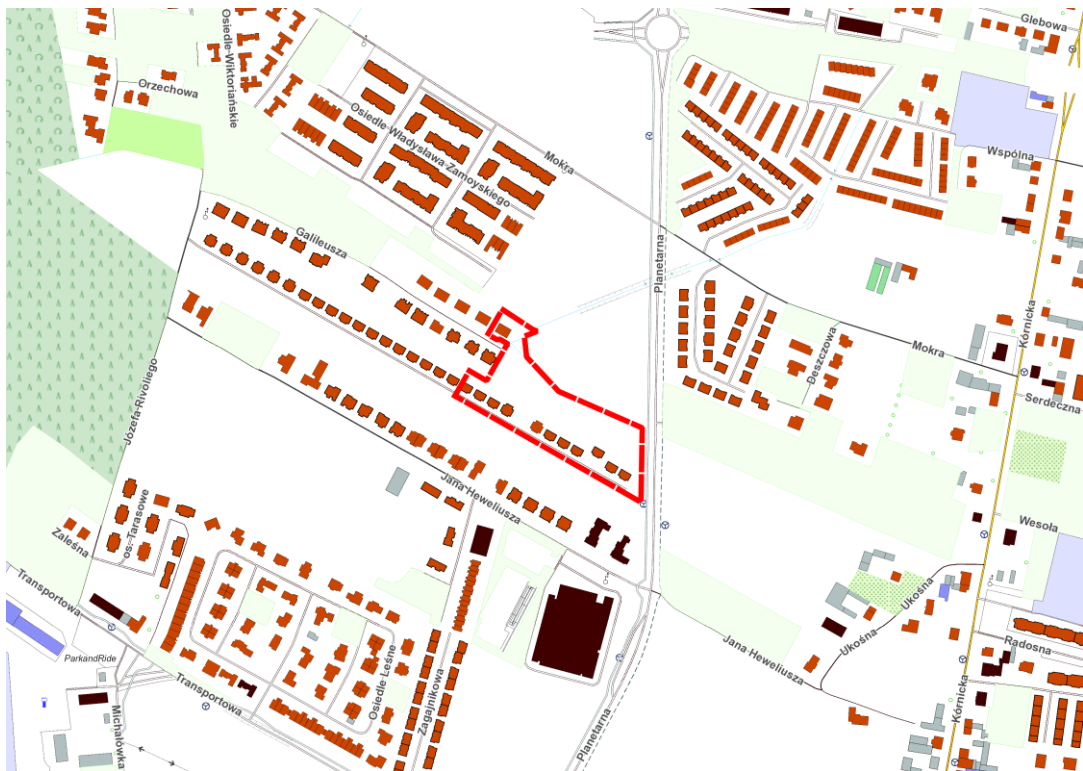 Glebowa
Osiedle Wiktoriańskie
Orzechowa
Osiedle Władysława Zamoyskiego
Mokra
Wspólna
Galileusza
Planetarna
Kórnicka
Mokra
Deszczowa
Serdeczna
Józefa Rivoliego
Jana Heweliusza
os. Tarasowe
Zaleśna
Wesoła
Transportowa
Ukośna
Ukośna
Radosna
ParkandRide
Jana Heweliusza
Osiedle Leśne
Zagajnikowa
Transportowa
Michałówka
Planetarna
Kórnicka